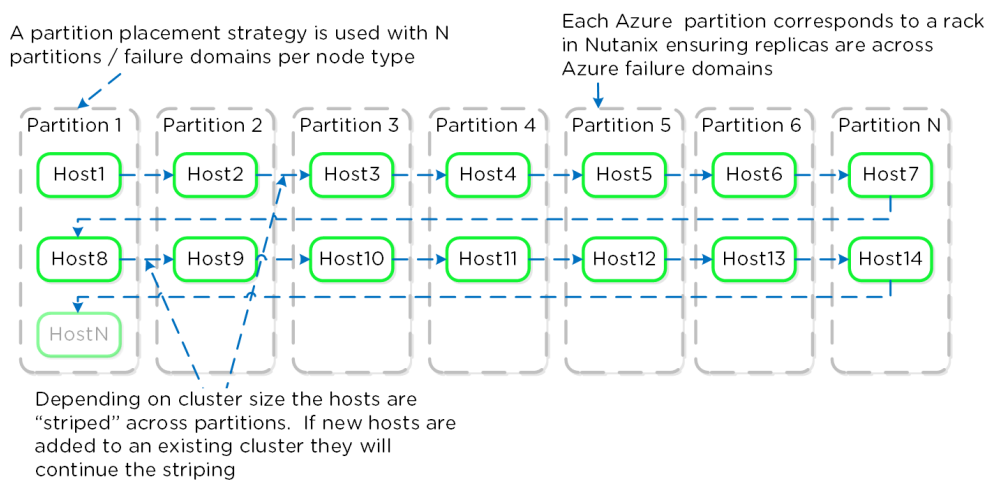 A partition placement strategy is used with N
partitions / failure domains per node type
Each Azure partition corresponds to a rack
in Nutanix ensuring replicas are across
Azure failure domains
Partition 1
Partition 2
Partition 3
Partition 4
Partition 5
Partition 6
Partition N
Host1
Host2
Host3
Host4
Host5
Host6
Host7
Host8
Host9
Host10
Host11
Host12
Host13
Host14
HostN
Depending on cluster size the hosts are
“striped” across partitions. If new hosts are
added to an existing cluster they will
continue the striping